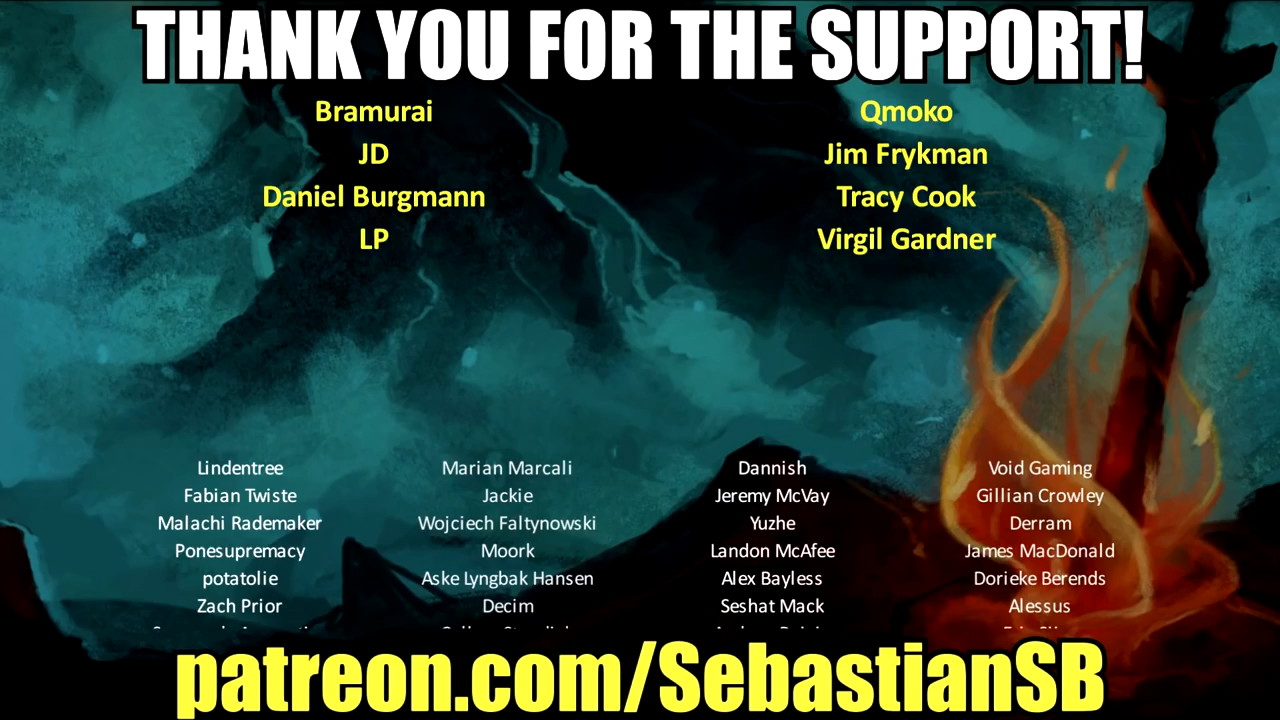 THANK YOU FOR THE SUPPORT!
Bramurai Qmoko
JD Jim Frykman
Daniel Burgmann Tracy Cook
LP Virgil Gardner
Lindentree Marian Marcali Dannish Void Gaming
Fabian Twiste Jackie Jeremy McVay Gillian Crowley
Malachi Rademaker Wojciech Faltynowski Yuzhe Derram
Ponesupremacy Moork Landon McAfee James MacDonald
potatolie Aske Lyngbak Hansen Alex Bayless Dorieke Berends
Zach Prior Decim Seshat Mack Alessus
patreon.com/SebastianSB